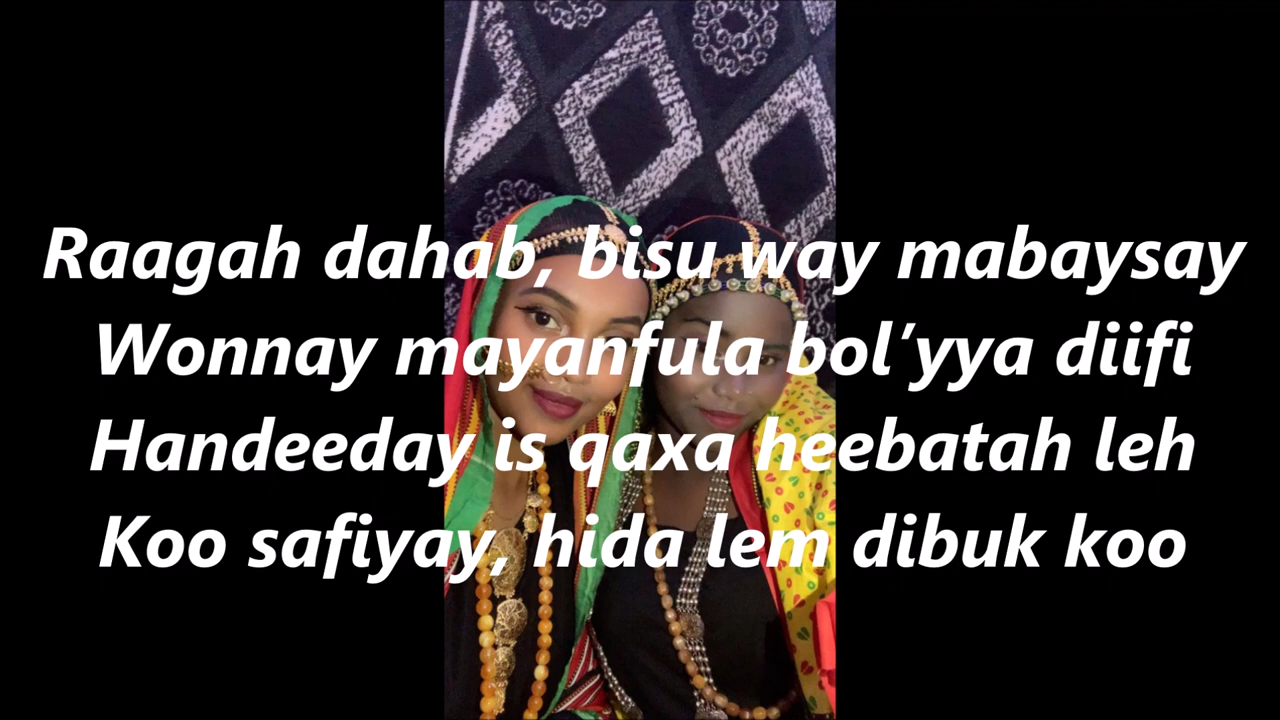 Raagah dahab, bisu way mabaysay
Wonnay mayanfula bol’yya diifi
Handeeday is qaxa heebatah leh
Koo safiyay, hida lem dibuk koo